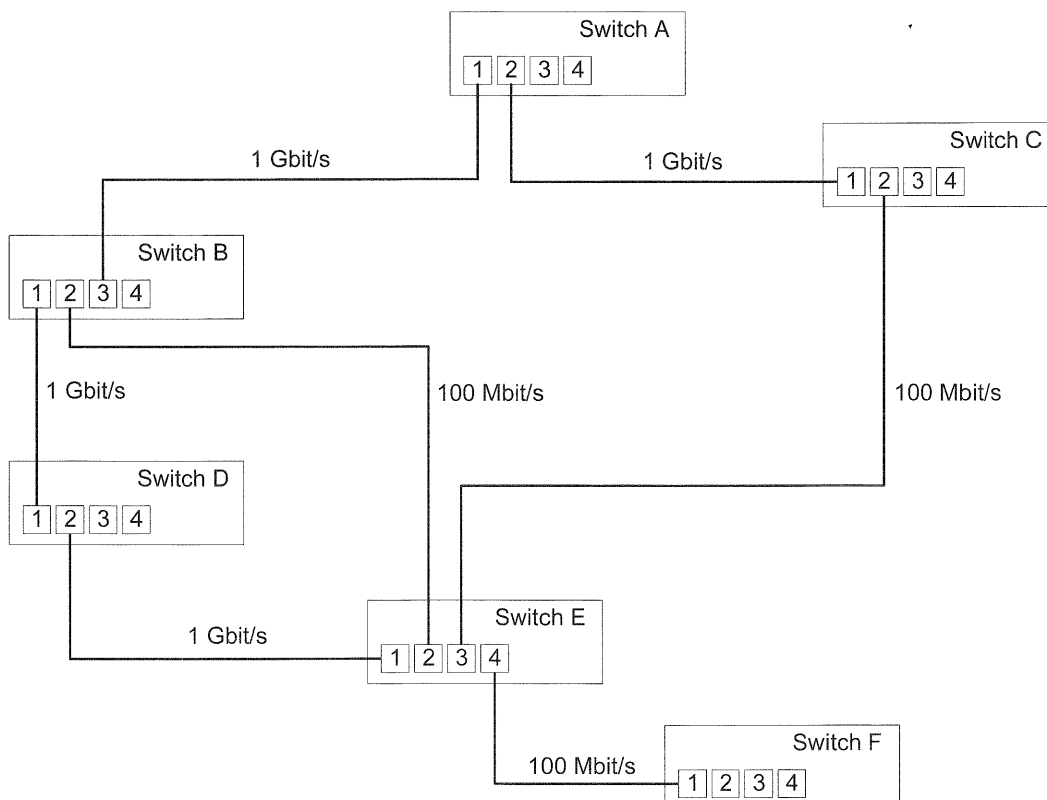 Switch A
1 2 3 4
Switch C
1 Gbit/s
1 Gbit/s
1 2 3 4
Switch B
1 2 3 4
1 Gbit/s
100 Mbit/s
100 Mbit/s
Switch D
1 2 3 4
Switch E
1 Gbit/s
1 2 3 4
Switch F
100 Mbit/s
1 2 3 4